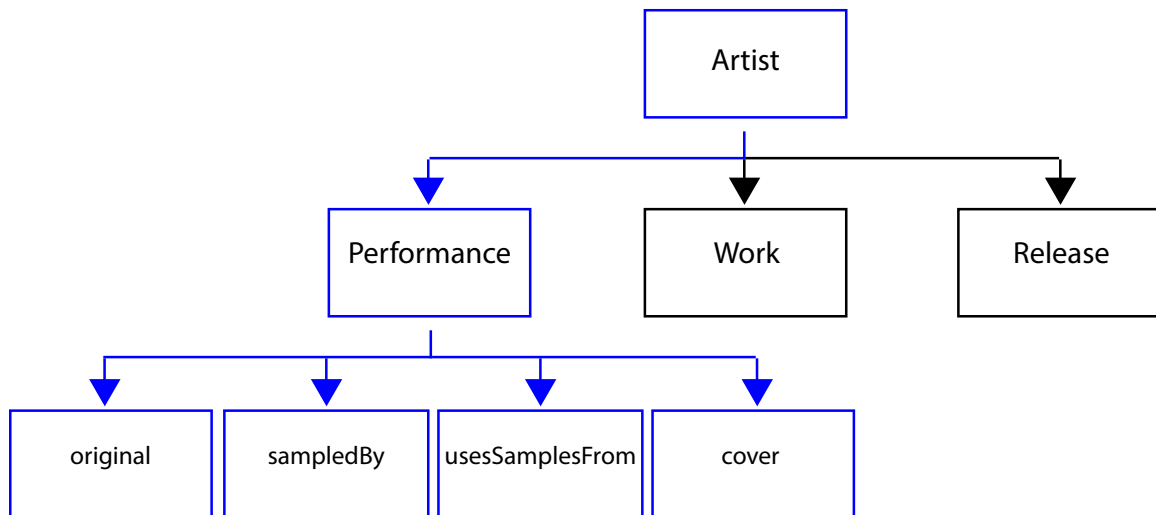 Artist
Performance
Work
Release
original
sampledBy
usesSamplesFrom
cover